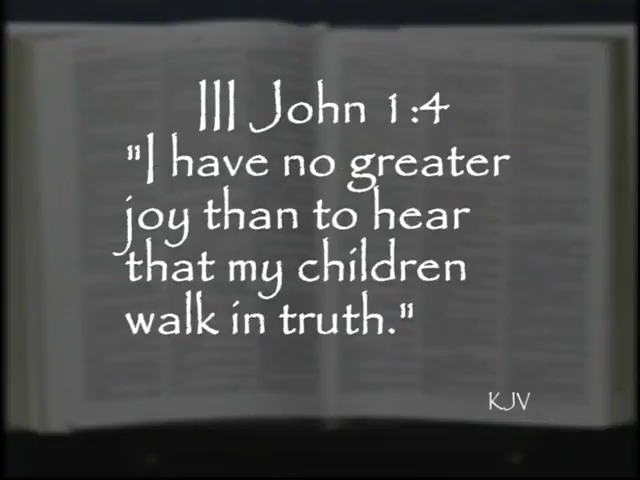 III John 1:4
"I have no greater
joy than to hear
that my children
walk in truth."
KJV